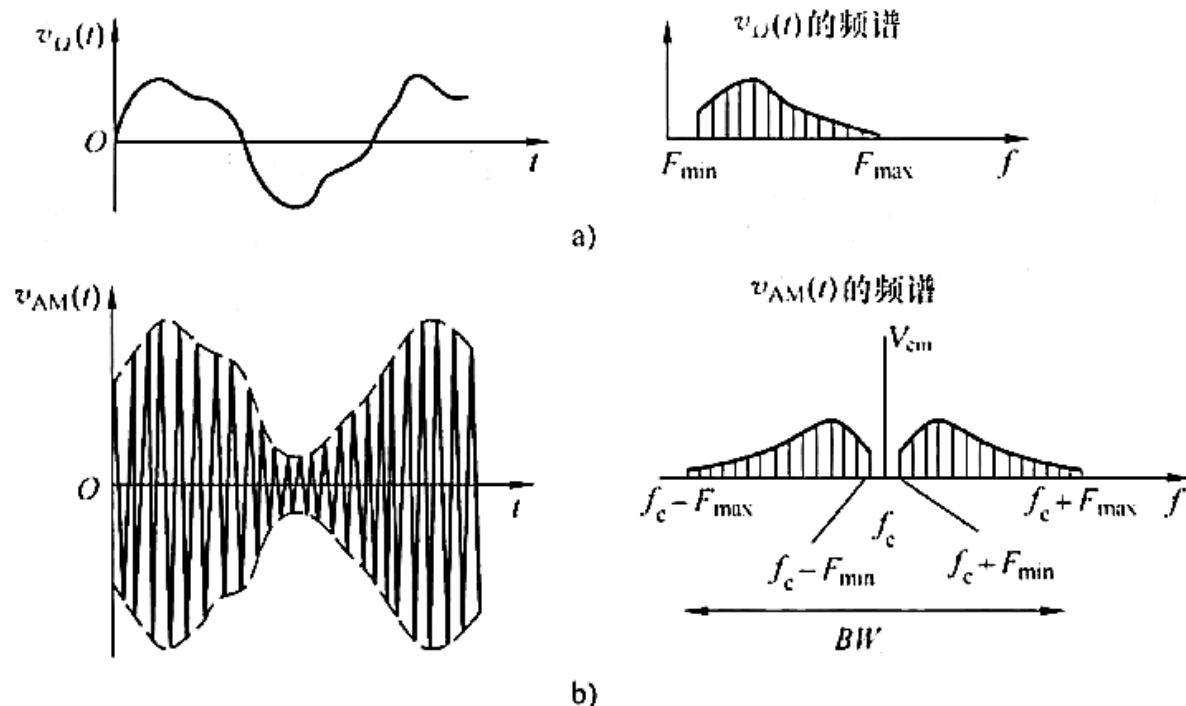 v_Ω(t)
v_Ω(t)的频谱
O
t
F_min
F_max
f
a)
v_AM(t)
v_AM(t)的频谱
V_cm
O
t
f_c－F_max
f_c＋F_max
f
f_c
f_c－F_min
f_c＋F_min
BW
b)